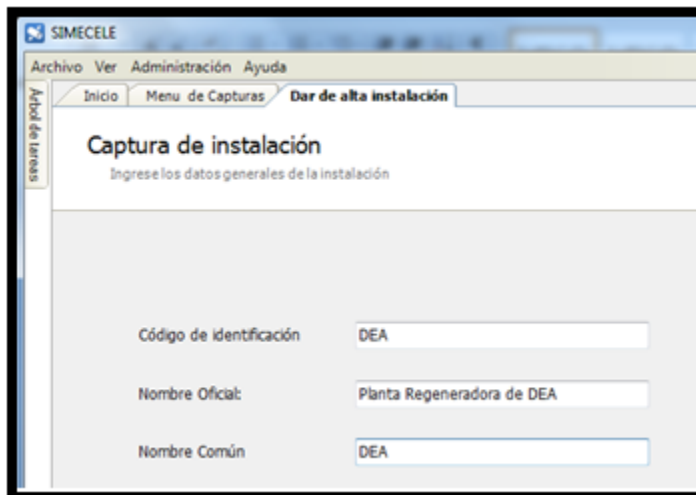 SIMECELE
Archivo Ver Administración Ayuda
Árbol de tareas
Inicio Menu de Capturas Dar de alta instalación
Captura de instalación
Ingrese los datos generales de la instalación
Código de identificación DEA
Nombre Oficial: Planta Regeneradora de DEA
Nombre Común DEA